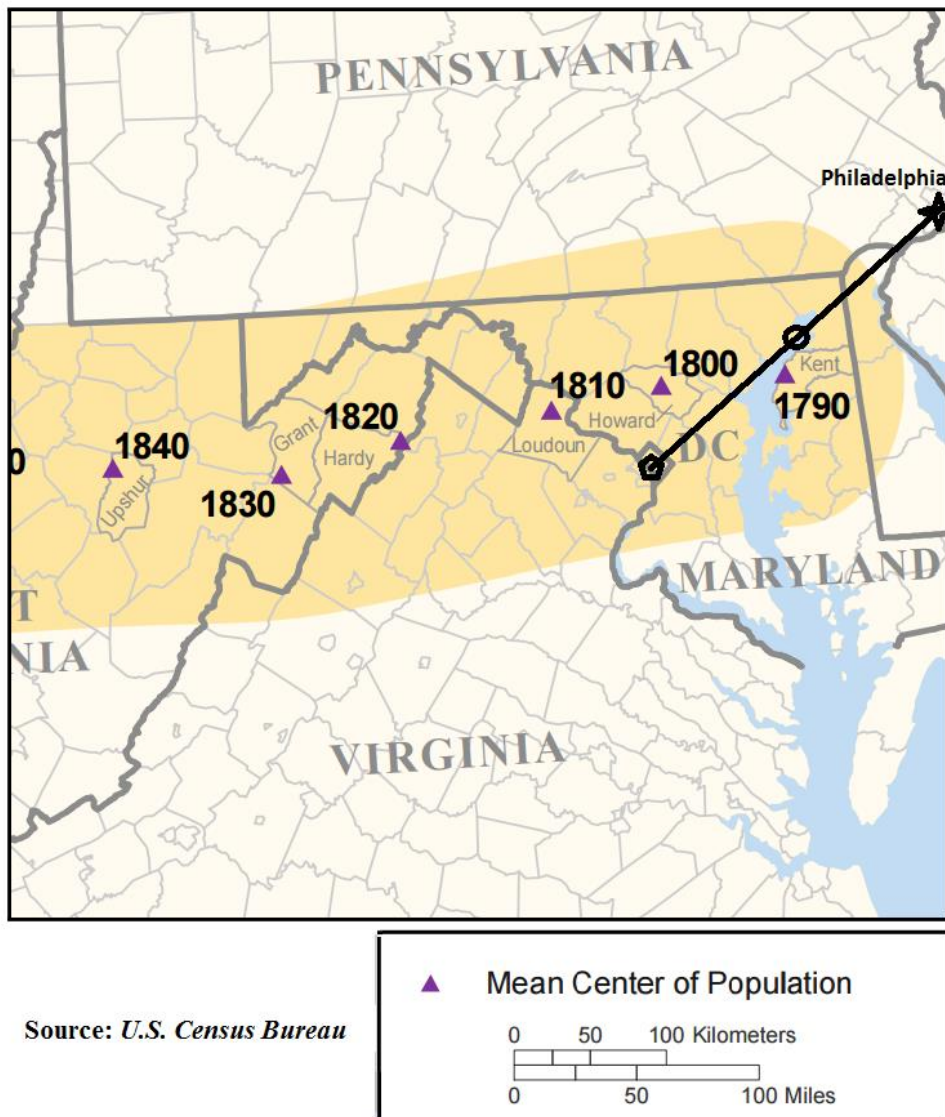 PENNSYLVANIA
Philadelphia
1800
Kent
1810
1790
1820
Howard
Grant
Loudoun
DC
Hardy
1840
0
1830
Upshur
MARYLAND
T
NIA
VIRGINIA
Mean Center of Population
Source: U.S. Census Bureau
0 50 100 Kilometers
0 50 100 Miles